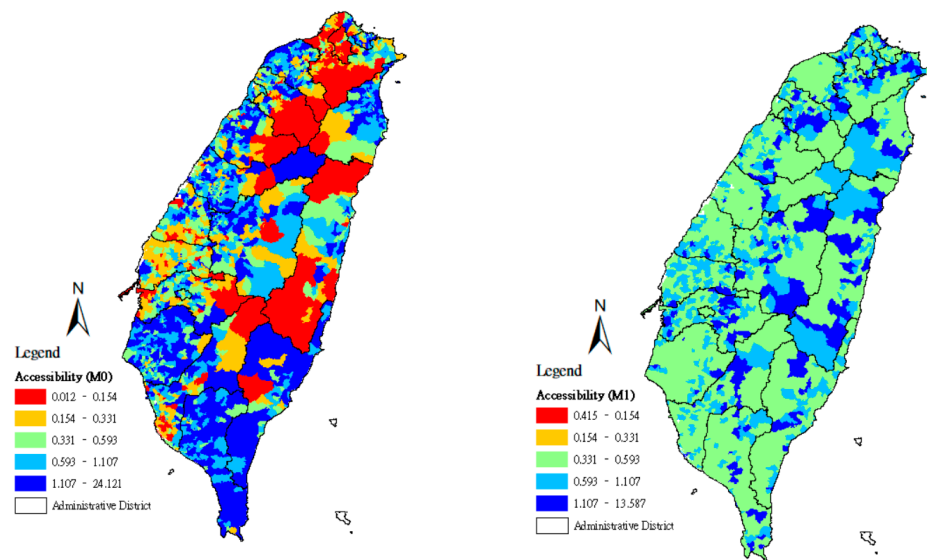 N
Legend
Accessibility (M0)
0.012 - 0.154
0.154 - 0.331
0.331 - 0.593
0.593 - 1.107
1.107 - 24.121
Administrative District
N
Legend
Accessibility (M1)
0.415 - 0.154
0.154 - 0.331
0.331 - 0.593
0.593 - 1.107
1.107 - 13.587
Administrative District